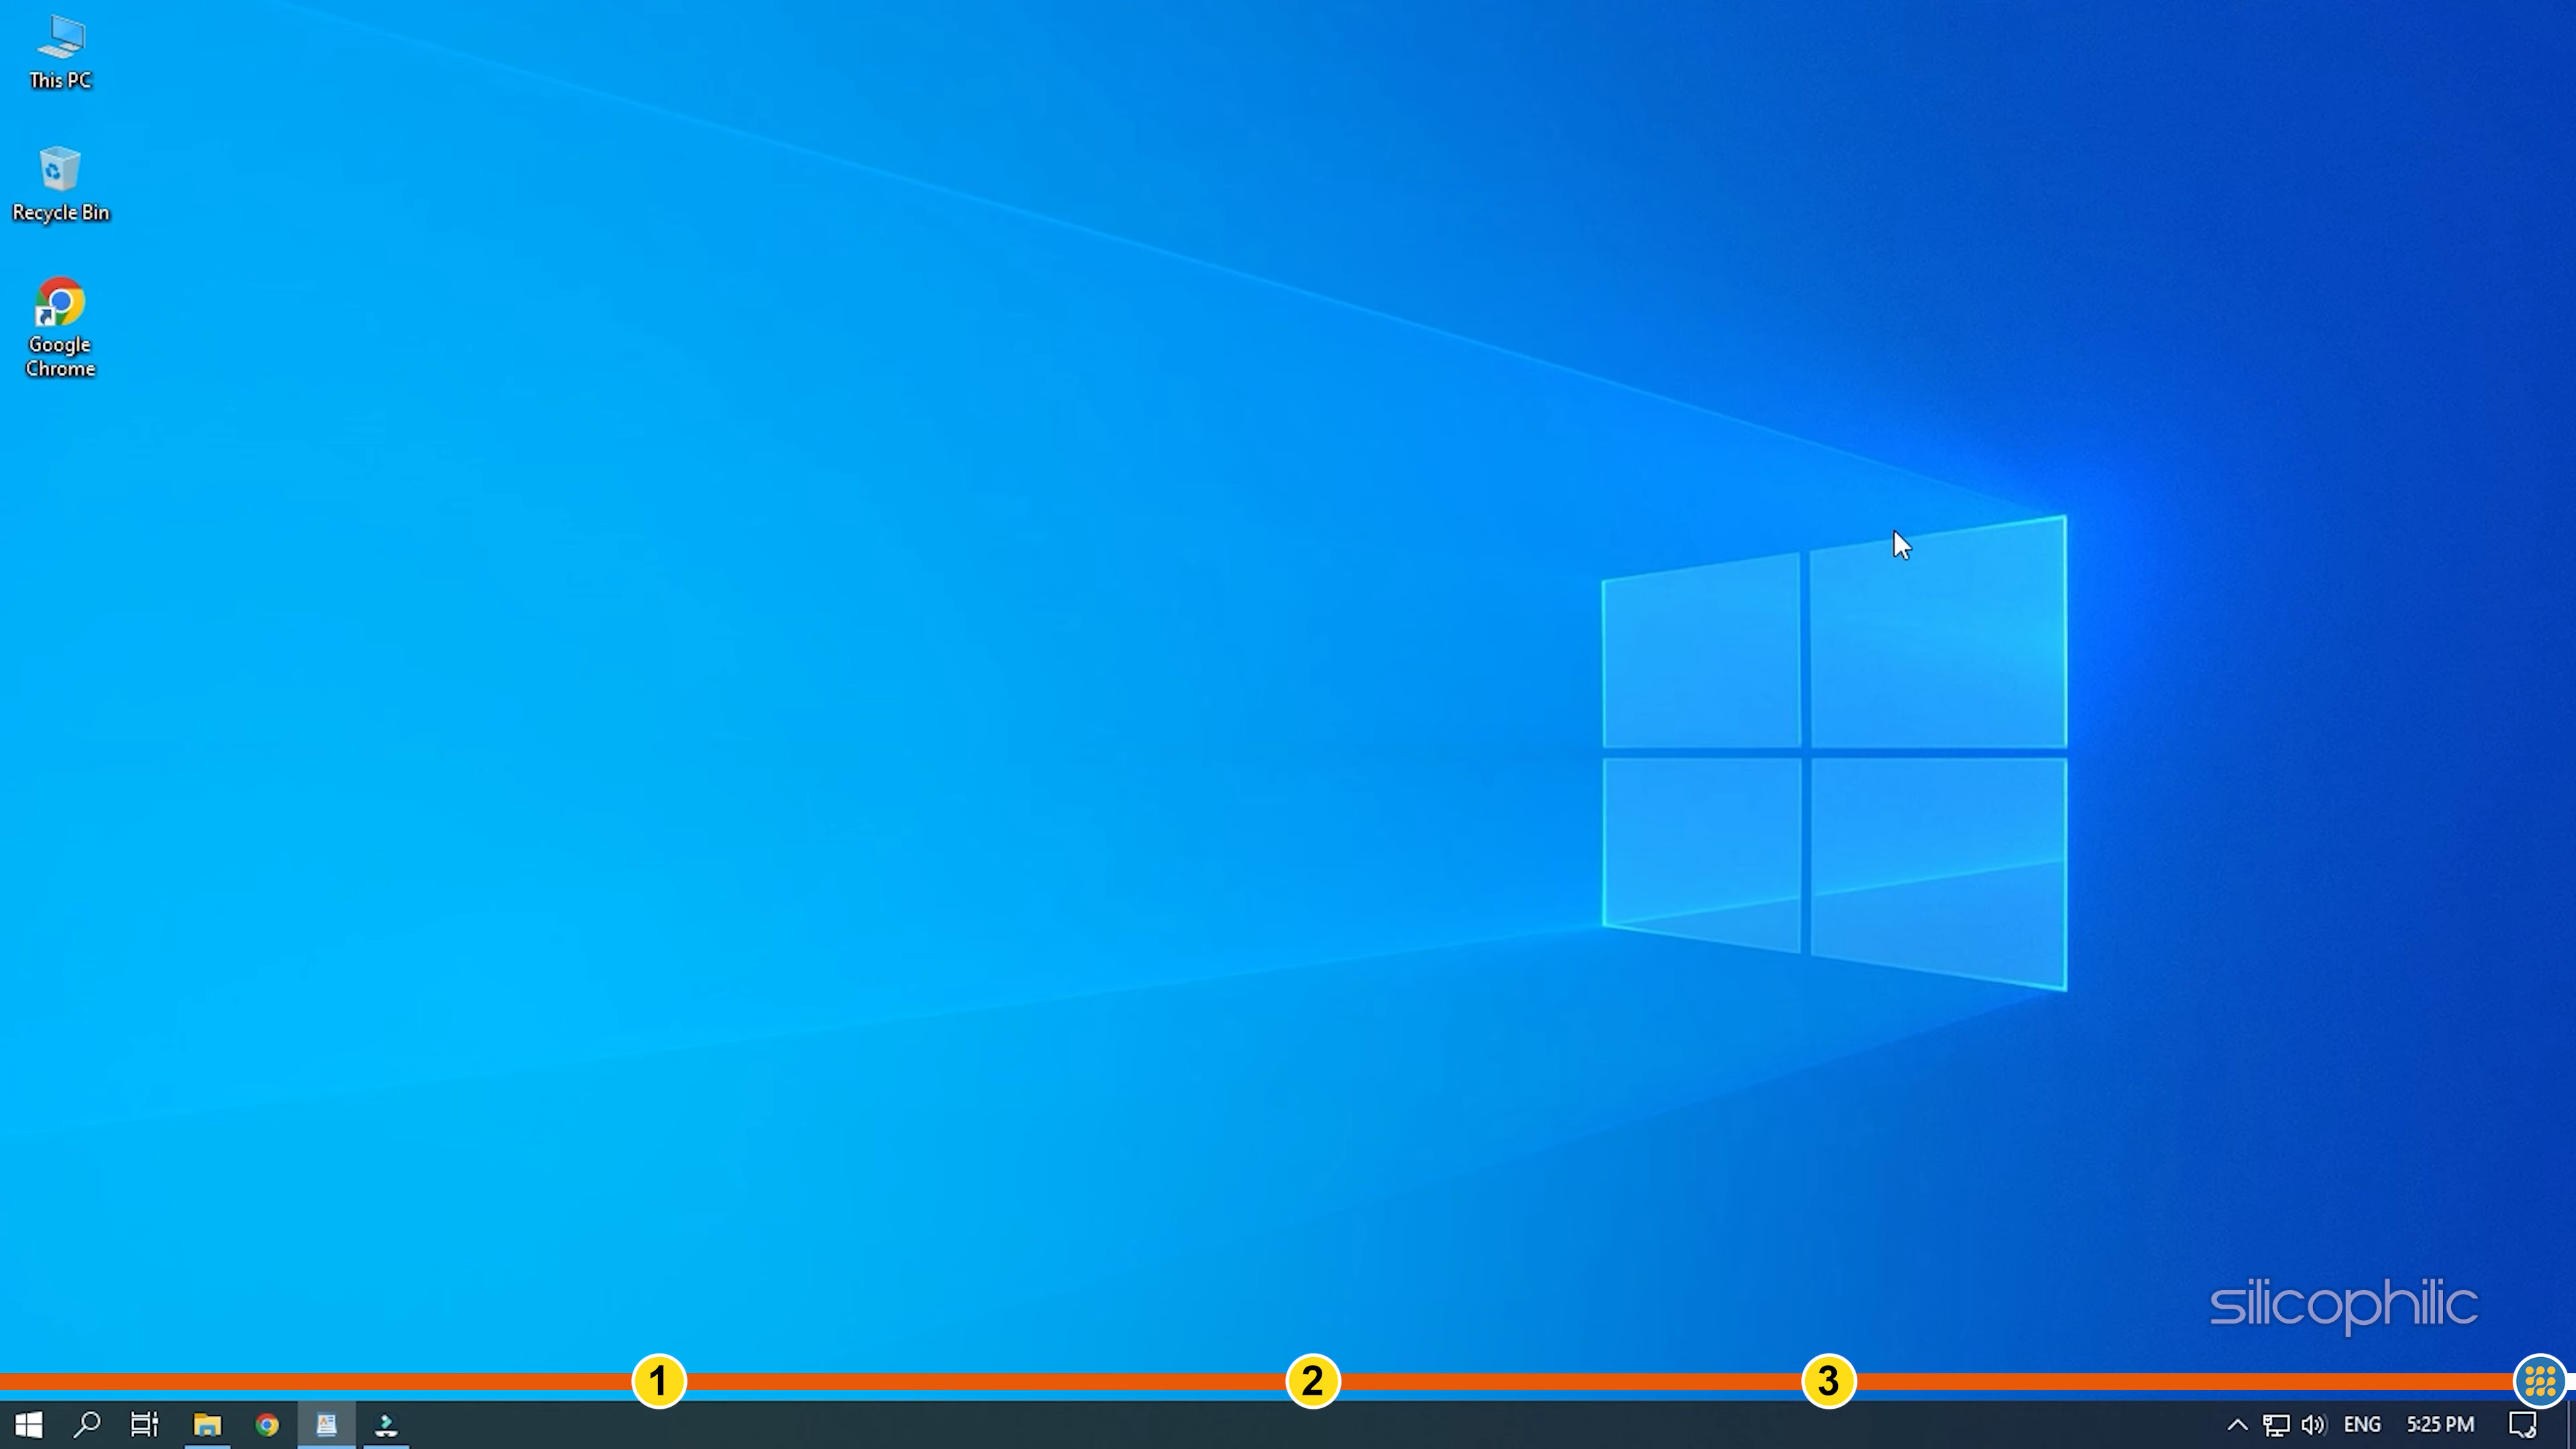 This PC
Recycle Bin
Google
Chrome
silicophilic
1
2
3
ENG
5:25 PM